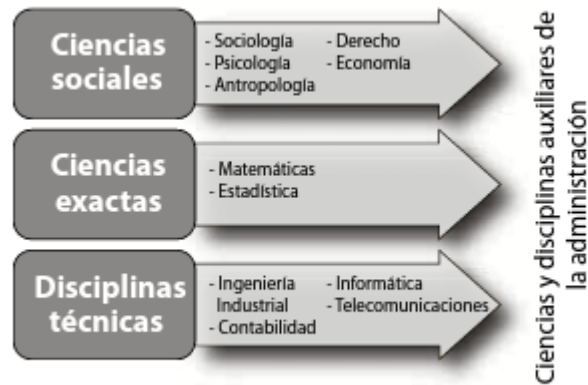 Ciencias
sociales
- Sociología
- Psicología
- Antropología
- Derecho
- Economía
Ciencias
exactas
- Matemáticas
- Estadística
Disciplinas
técnicas
- Ingeniería
Industrial
- Contabilidad
- Informática
- Telecomunicaciones
Ciencias y disciplinas auxiliares de
la administración